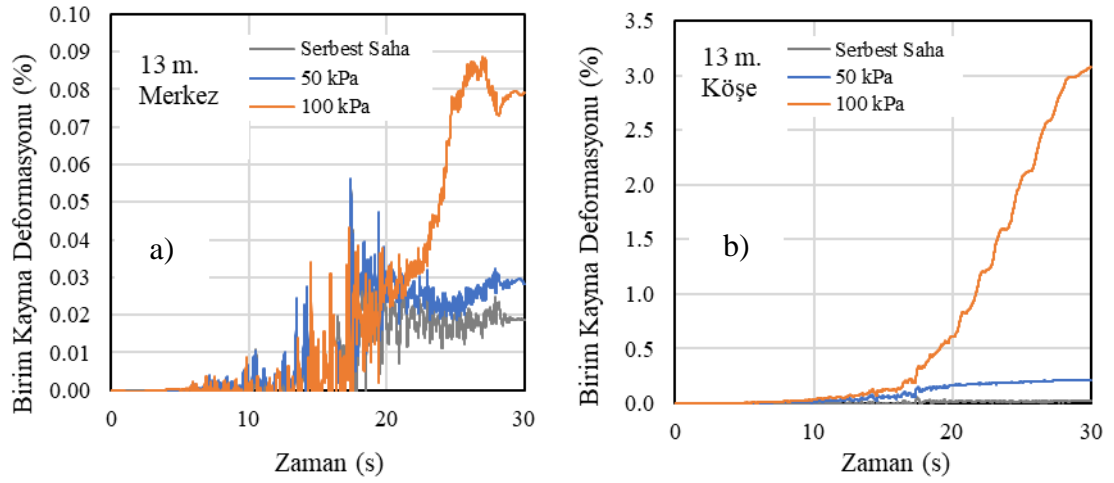 0.10
0.09
0.08
0.07
0.06
0.05
0.04
0.03
0.02
0.01
0.00
Birim Kayma Deformasyonu (%)
13 m.
Merkez
Serbest Saha
50 kPa
100 kPa
a)
0
10
20
30
Zaman (s)
3.5
3.0
2.5
2.0
1.5
1.0
0.5
0.0
Birim Kayma Deformasyonu (%)
13 m.
Köşe
Serbest Saha
50 kPa
100 kPa
b)
0
10
20
30
Zaman (s)